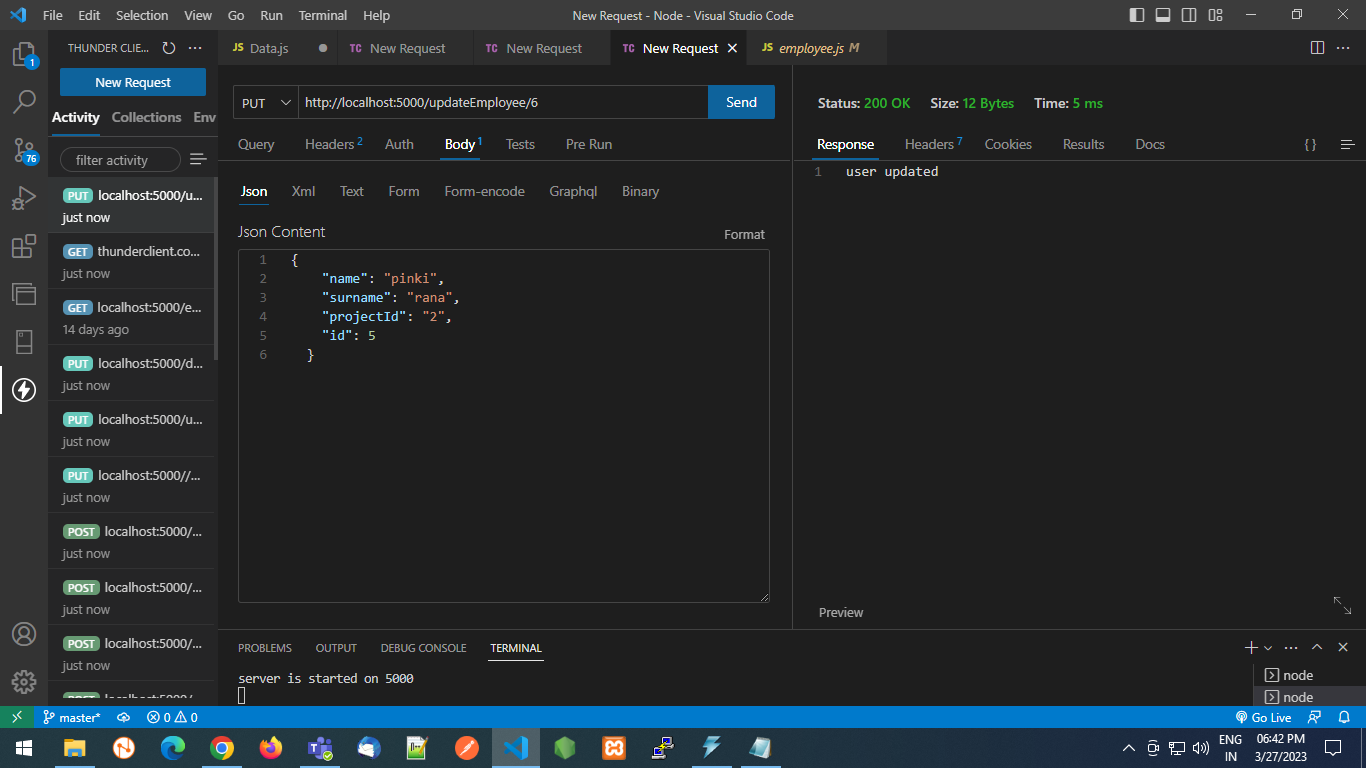 File Edit Selection View Go Run Terminal Help New Request - Node - Visual Studio Code
THUNDER CLIE...
New Request
Activity Collections Env
filter activity
PUT localhost:5000/u...
just now
GET thunderclient.co...
just now
GET localhost:5000/e...
14 days ago
PUT localhost:5000/d...
just now
PUT localhost:5000/u...
just now
PUT localhost:5000//...
just now
POST localhost:5000/...
just now
POST localhost:5000/...
just now
POST localhost:5000/...
just now
POST localhost:5000/...
1
76
JS Data.js TC New Request TC New Request TC New Request JS employee.js M
PUT http://localhost:5000/updateEmployee/6 Send
Query Headers 2 Auth Body 1 Tests Pre Run
Json Xml Text Form Form-encode Graphql Binary
Json Content Format
1 {
2 "name": "pinki",
3 "surname": "rana",
4 "projectId": "2",
5 "id": 5
6 }
Status: 200 OK Size: 12 Bytes Time: 5 ms
Response Headers 7 Cookies Results Docs { }
1 user updated
Preview
PROBLEMS OUTPUT DEBUG CONSOLE TERMINAL
server is started on 5000
node
node
master* 0 0 Go Live
ENG 06:42 PM
IN 3/27/2023